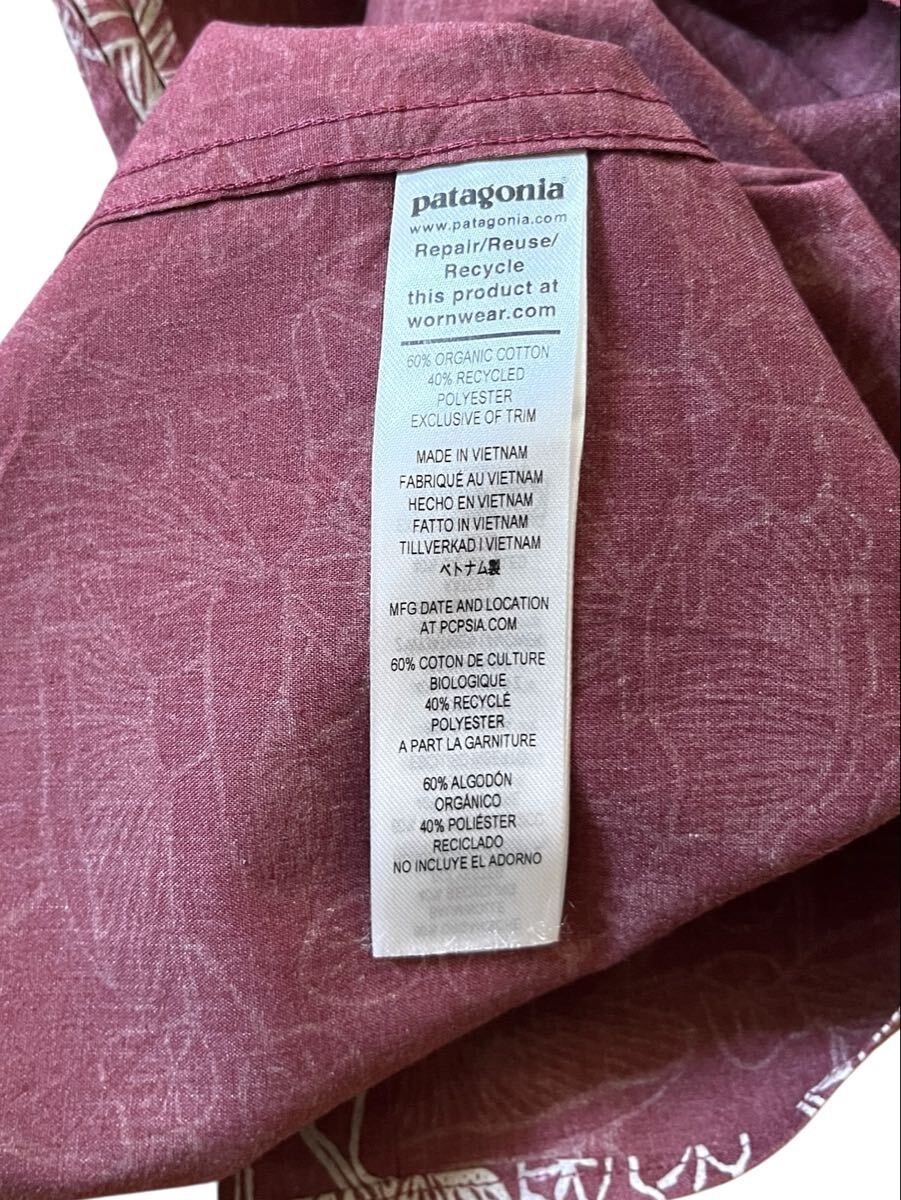 patagonia®
www.patagonia.com
Repair/Reuse/
Recycle
this product at
wornwear.com
60% ORGANIC COTTON
40% RECYCLED
POLYESTER
EXCLUSIVE OF TRIM
MADE IN VIETNAM
FABRIQUÉ AU VIETNAM
HECHO EN VIETNAM
FATTO IN VIETNAM
TILLVERKAD I VIETNAM
ベトナム製
MFG DATE AND LOCATION
AT PCPSIA.COM
60% COTON DE CULTURE
BIOLOGIQUE
40% RECYCLÉ
POLYESTER
A PART LA GARNITURE
60% ALGODÓN
ORGÁNICO
40% POLIÉSTER
RECICLADO
NO INCLUYE EL ADORNO